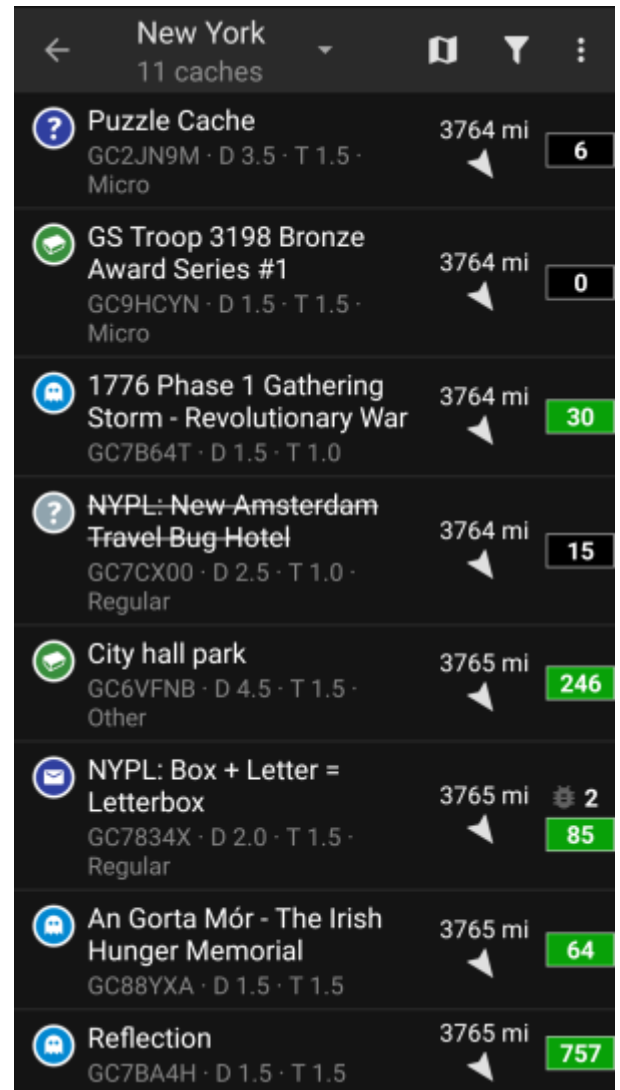 New York
11 caches
Puzzle Cache
3764 mi
6
GC2JN9M · D 3.5 · T 1.5 ·
Micro
GS Troop 3198 Bronze
Award Series #1
3764 mi
0
GC9HCYN · D 1.5 · T 1.5 ·
Micro
1776 Phase 1 Gathering
Storm - Revolutionary War
3764 mi
30
GC7B64T · D 1.5 · T 1.0
NYPL: New Amsterdam
Travel Bug Hotel
3764 mi
15
GC7CX00 · D 2.5 · T 1.0 ·
Regular
City hall park
3765 mi
246
GC6VFNB · D 4.5 · T 1.5 ·
Other
NYPL: Box + Letter =
Letterbox
3765 mi
2
85
GC7834X · D 2.0 · T 1.5 ·
Regular
An Gorta Mór - The Irish
Hunger Memorial
3765 mi
64
GC88YXA · D 1.5 · T 1.5
Reflection
3765 mi
757
GC7BA4H · D 1.5 · T 1.5